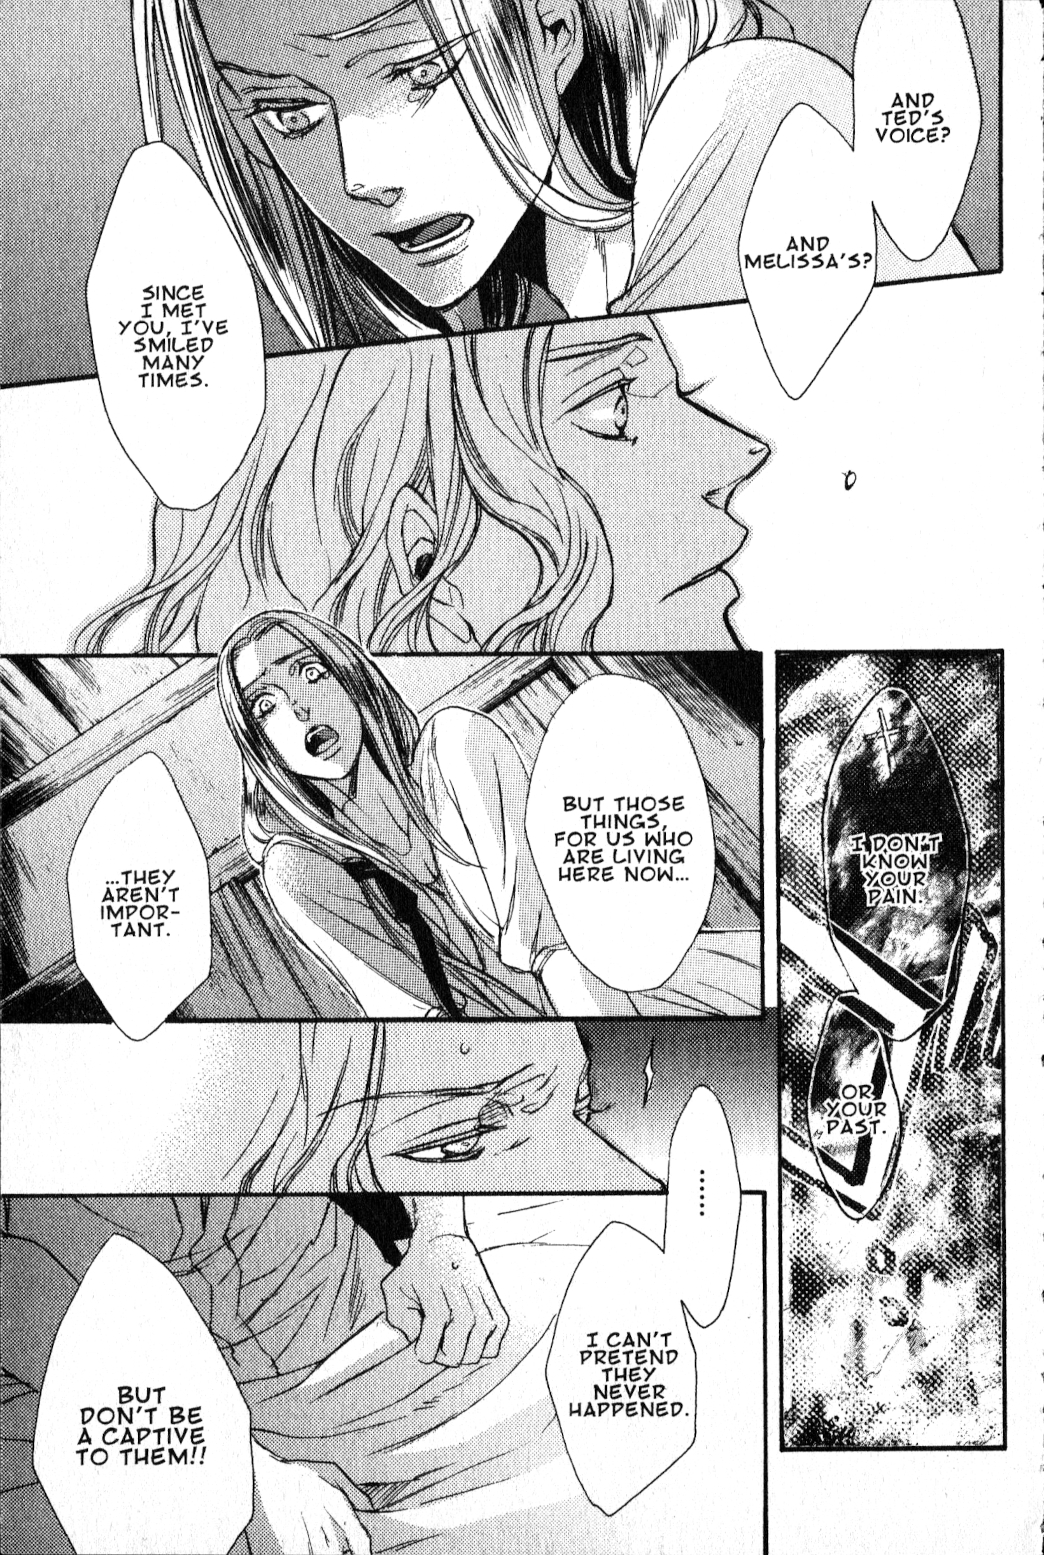 AND
TED'S
VOICE?
AND
MELISSA'S?
SINCE
I MET
YOU, I'VE
SMILED
MANY
TIMES.
I DON'T
KNOW
YOUR
PAIN.
OR
YOUR
PAST.
BUT THOSE
THINGS,
FOR US WHO
ARE LIVING
HERE NOW...
...THEY
AREN'T
IMPOR-
TANT.
.......
I CAN'T
PRETEND
THEY
NEVER
HAPPENED.
BUT
DON'T BE
A CAPTIVE
TO THEM!!